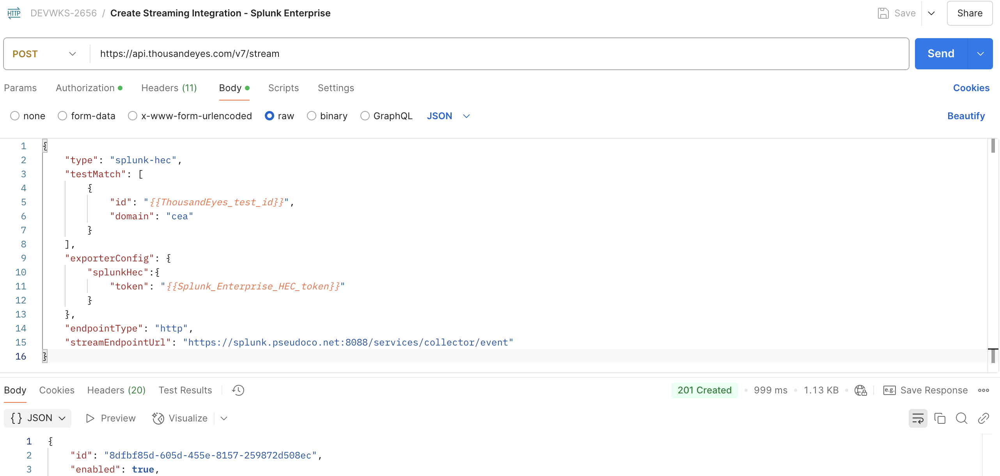 HTTP DEVWKS-2656 / Create Streaming Integration - Splunk Enterprise Save Share
POST https://api.thousandeyes.com/v7/stream Send
Params Authorization Headers (11) Body Scripts Settings Cookies
none form-data x-www-form-urlencoded raw binary GraphQL JSON Beautify
1 {
2 "type": "splunk-hec",
3 "testMatch": [
4 {
5 "id": "{{ThousandEyes_test_id}}",
6 "domain": "cea"
7 }
8 ],
9 "exporterConfig": {
10 "splunkHec":{
11 "token": "{{Splunk_Enterprise_HEC_token}}"
12 }
13 },
14 "endpointType": "http",
15 "streamEndpointUrl": "https://splunk.pseudoco.net:8088/services/collector/event"
16 }
Body Cookies Headers (20) Test Results 201 Created 999 ms 1.13 KB e.g. Save Response
{} JSON Preview Visualize
1 {
2 "id": "8dfbf85d-605d-455e-8157-259872d508ec",
3 "enabled": true,